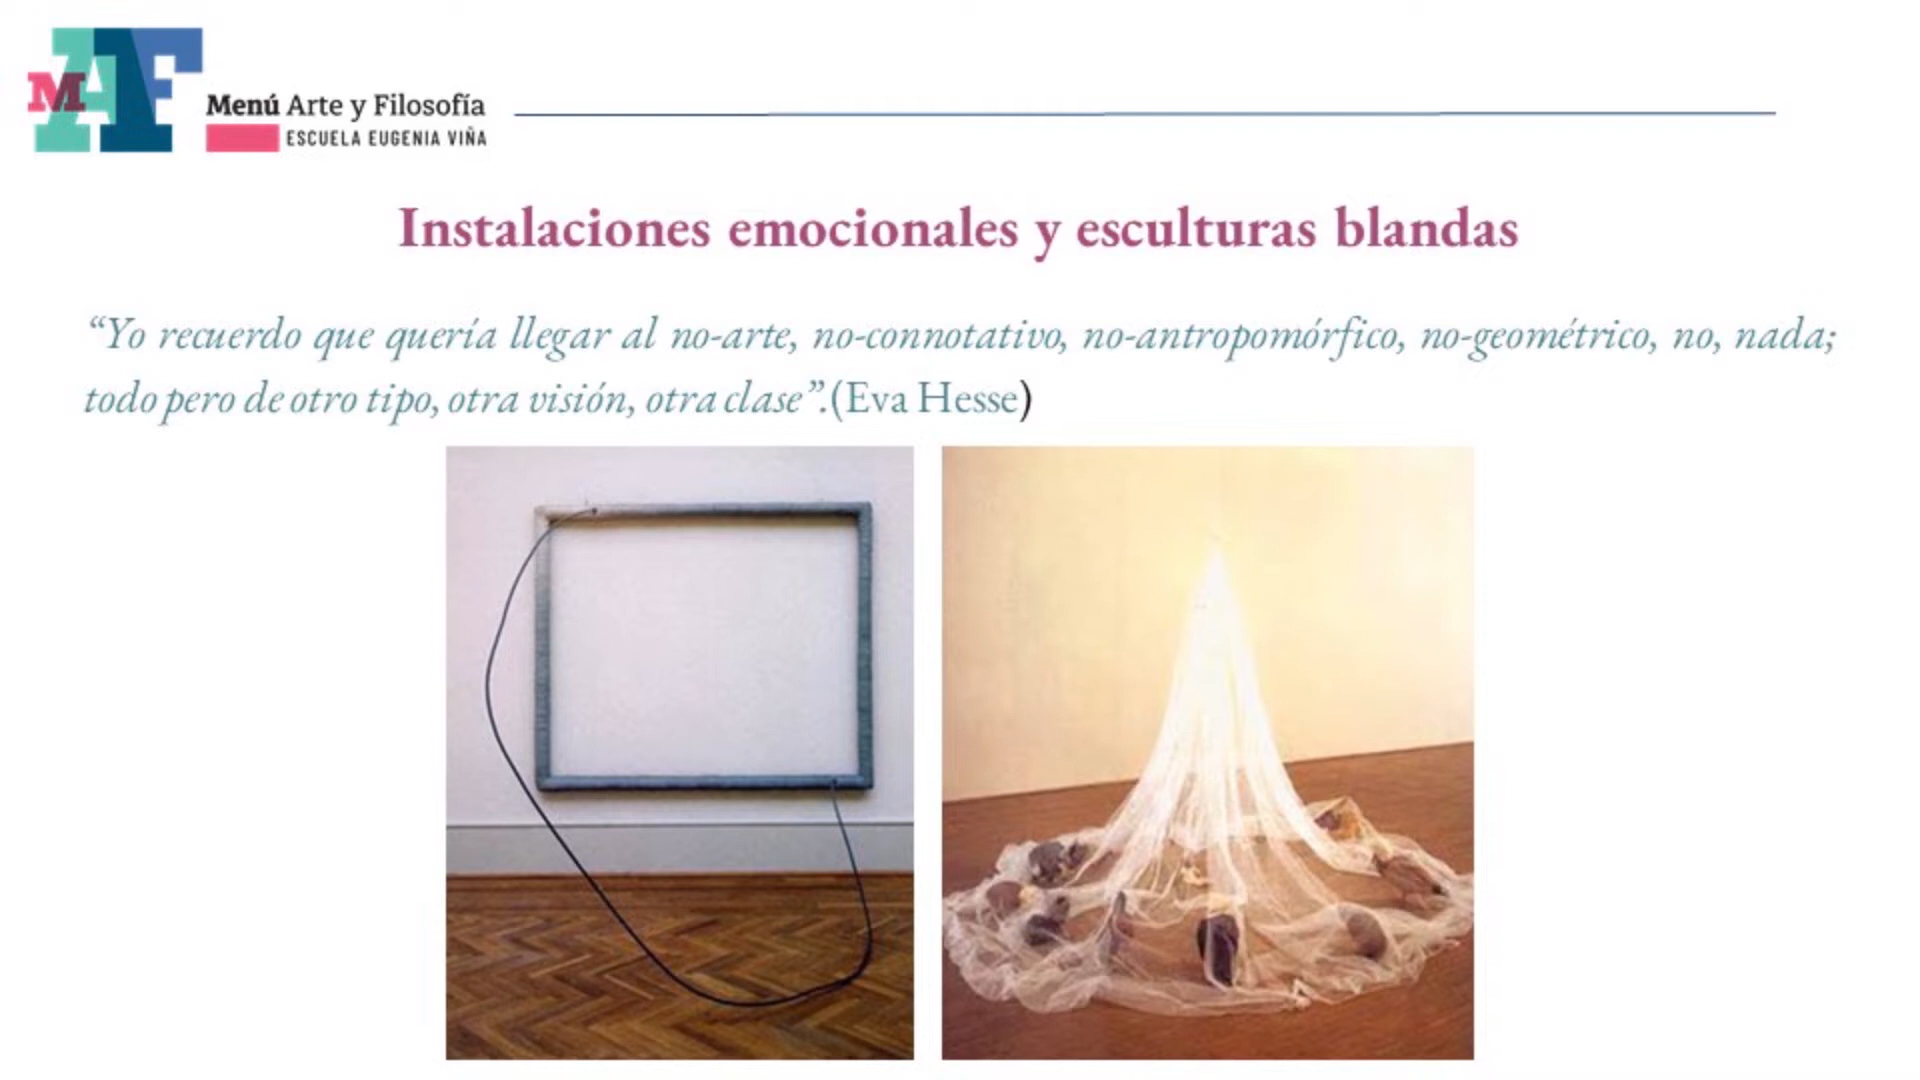 MAF
Menú Arte y Filosofía
ESCUELA EUGENIA VIÑA
Instalaciones emocionales y esculturas blandas
“Yo recuerdo que quería llegar al no-arte, no-connotativo, no-antropomórfico, no-geométrico, no, nada;
todo pero de otro tipo, otra visión, otra clase”.(Eva Hesse)